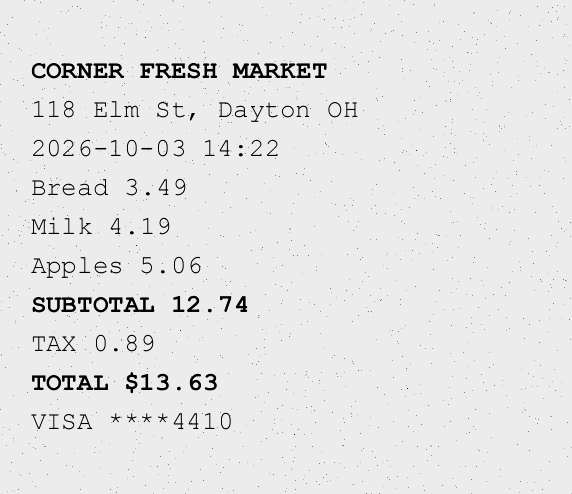 CORNER FRESH MARKET
118 Elm St, Dayton OH
2026-10-03 14:22
Bread 3.49
Milk 4.19
Apples 5.06
SUBTOTAL 12.74
TAX 0.89
TOTAL $13.63
VISA ****4410